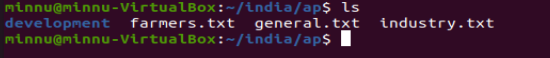 minnu@minnu-VirtualBox:~/india/ap$ ls
development  farmers.txt  general.txt  industry.txt
minnu@minnu-VirtualBox:~/india/ap$